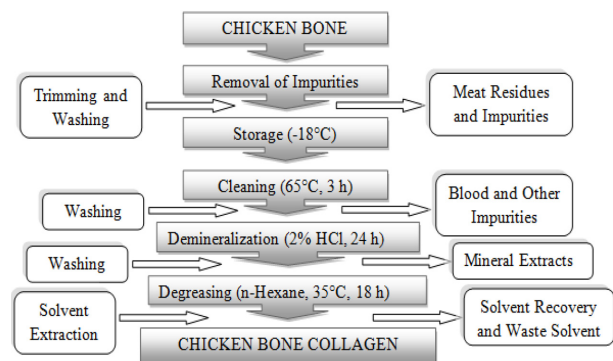 CHICKEN BONE
Removal of Impurities
Trimming and
Washing
Meat Residues
and Impurities
Storage (-18°C)
Cleaning (65°C, 3 h)
Washing
Blood and Other
Impurities
Demineralization (2% HCl, 24 h)
Washing
Mineral Extracts
Degreasing (n-Hexane, 35°C, 18 h)
Solvent
Extraction
Solvent Recovery
and Waste Solvent
CHICKEN BONE COLLAGEN